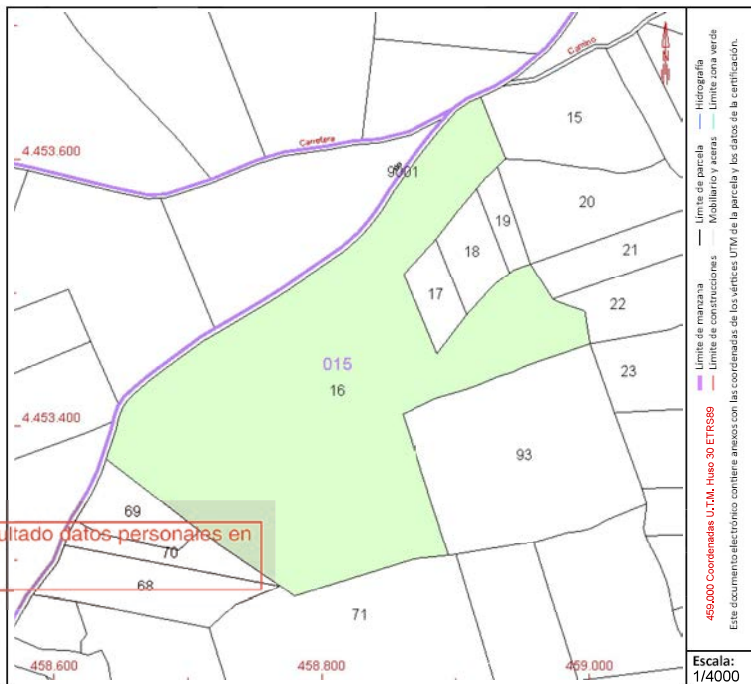 Camino
15
Carretera
4.453.600
9001
20
19
18
21
17
22
015
16
23
4.453.400
93
69
ultado datos personales en
70
68
71
458.600
458.800
459.000
Límite de manzana
Límite de parcela
Hidrografía
Límite de construcciones
Mobiliario y aceras
Límite zona verde
459.000 Coordenadas U.T.M. Huso 30 ETRS89
Este documento electrónico contiene anexos con las coordenadas de los vértices UTM de la parcela y los datos de la certificación.
Escala:
1/4000